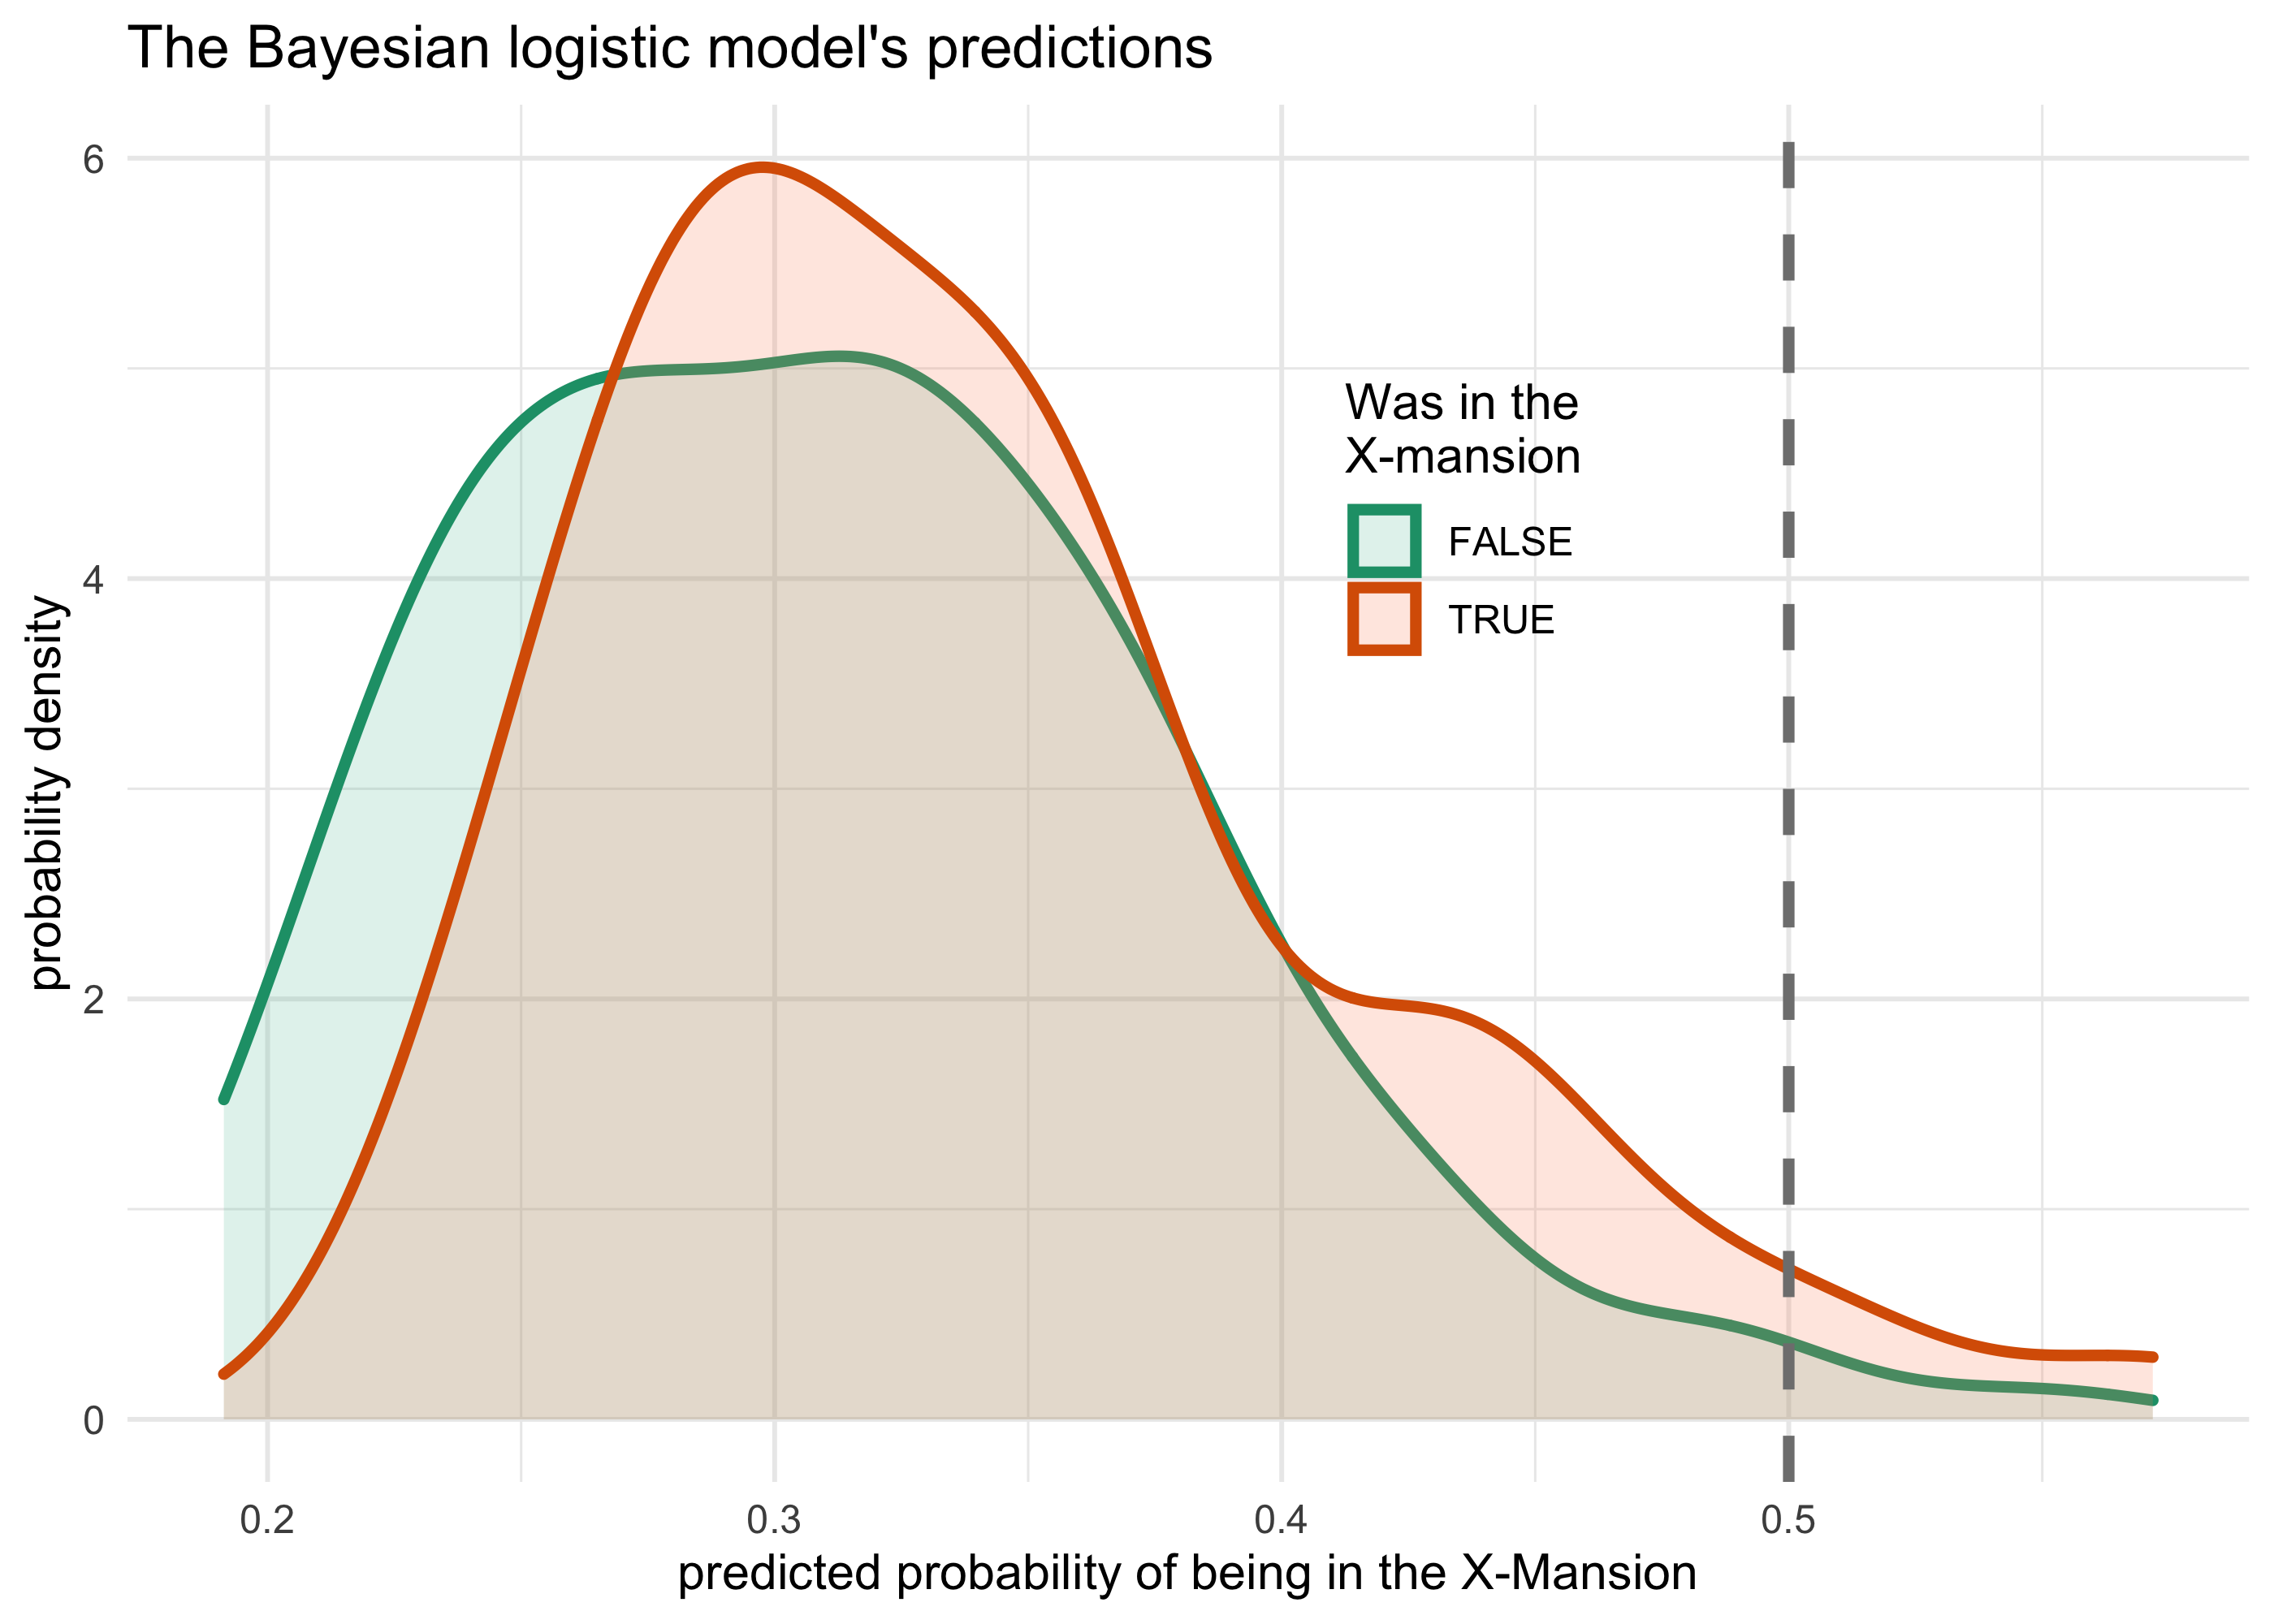 The Bayesian logistic model's predictions
probability density
6
4
2
0
Was in the
X-mansion
FALSE
TRUE
0.2
0.3
0.4
0.5
predicted probability of being in the X-Mansion